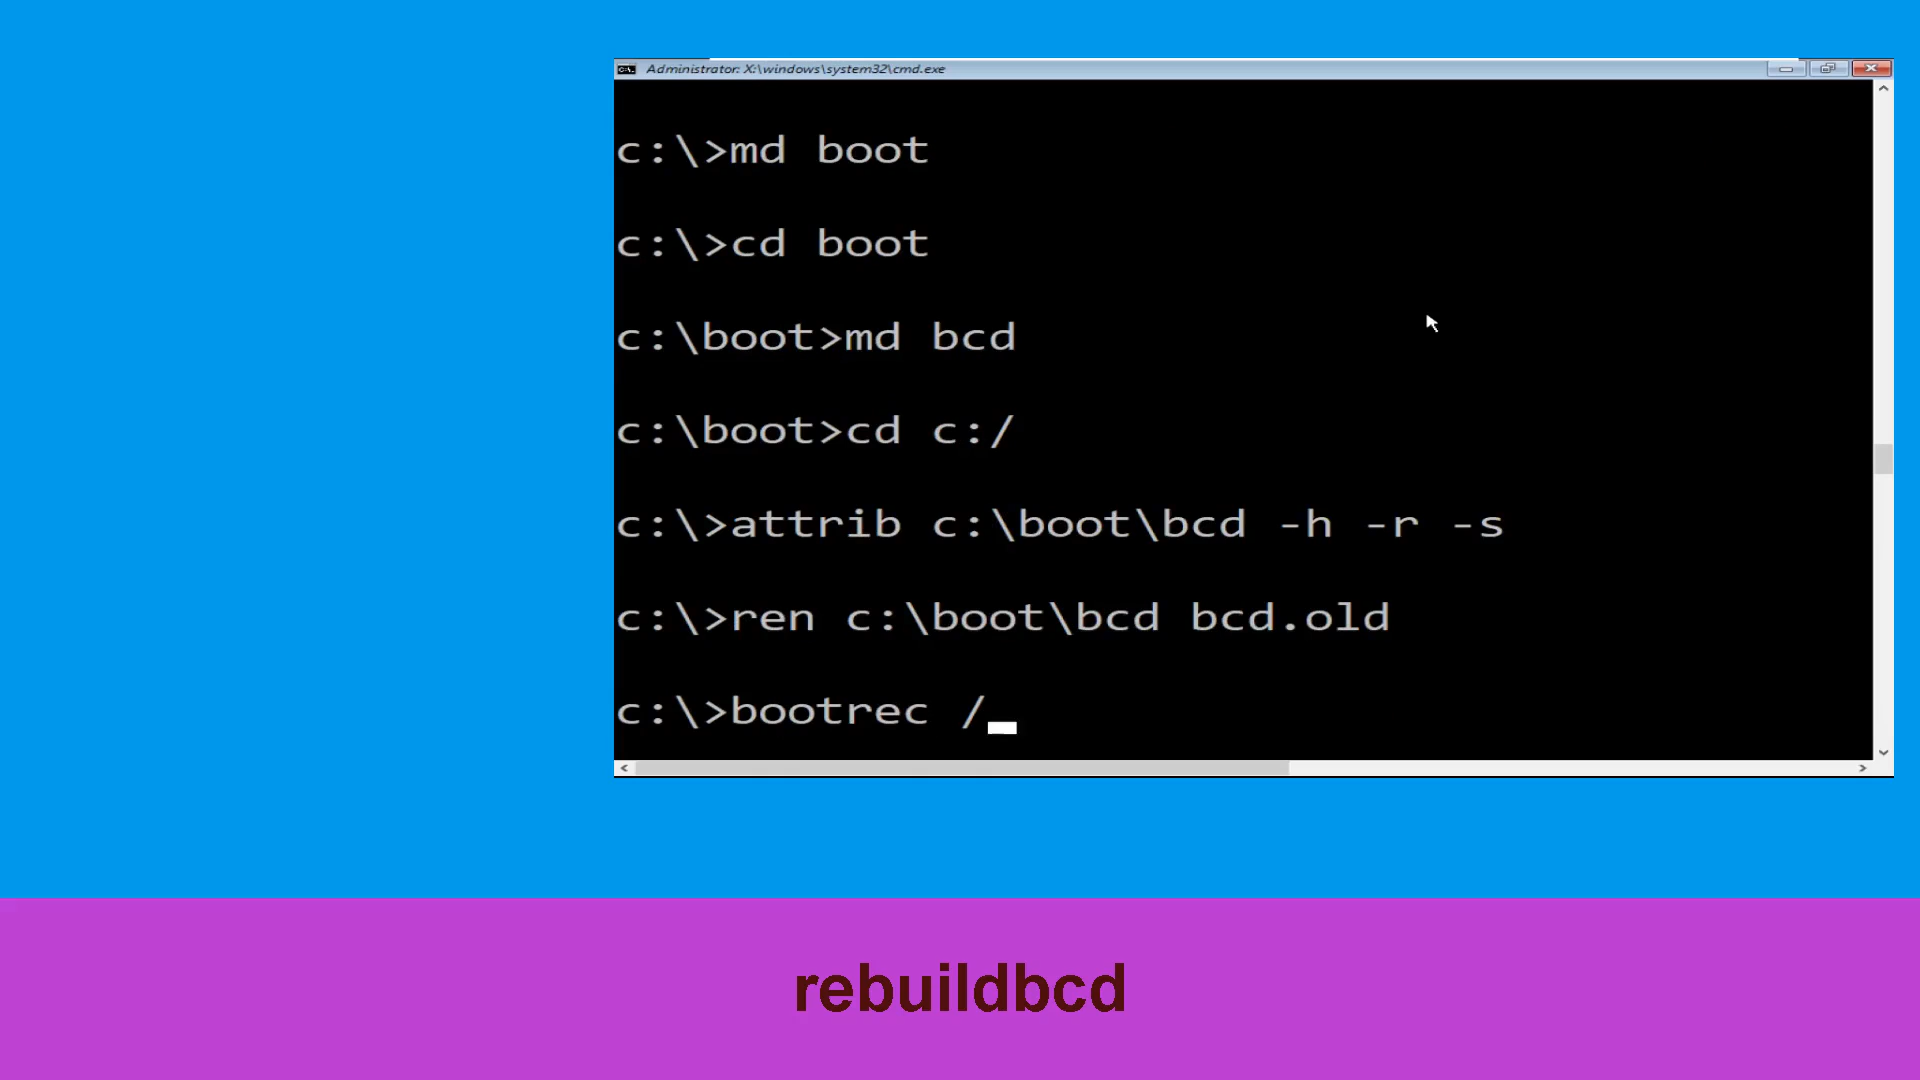 Administrator: X:\windows\system32\cmd.exe
c:\>md boot
c:\>cd boot
c:\boot>md bcd
c:\boot>cd c:/
c:\>attrib c:\boot\bcd -h -r -s
c:\>ren c:\boot\bcd bcd.old
c:\>bootrec /
rebuildbcd